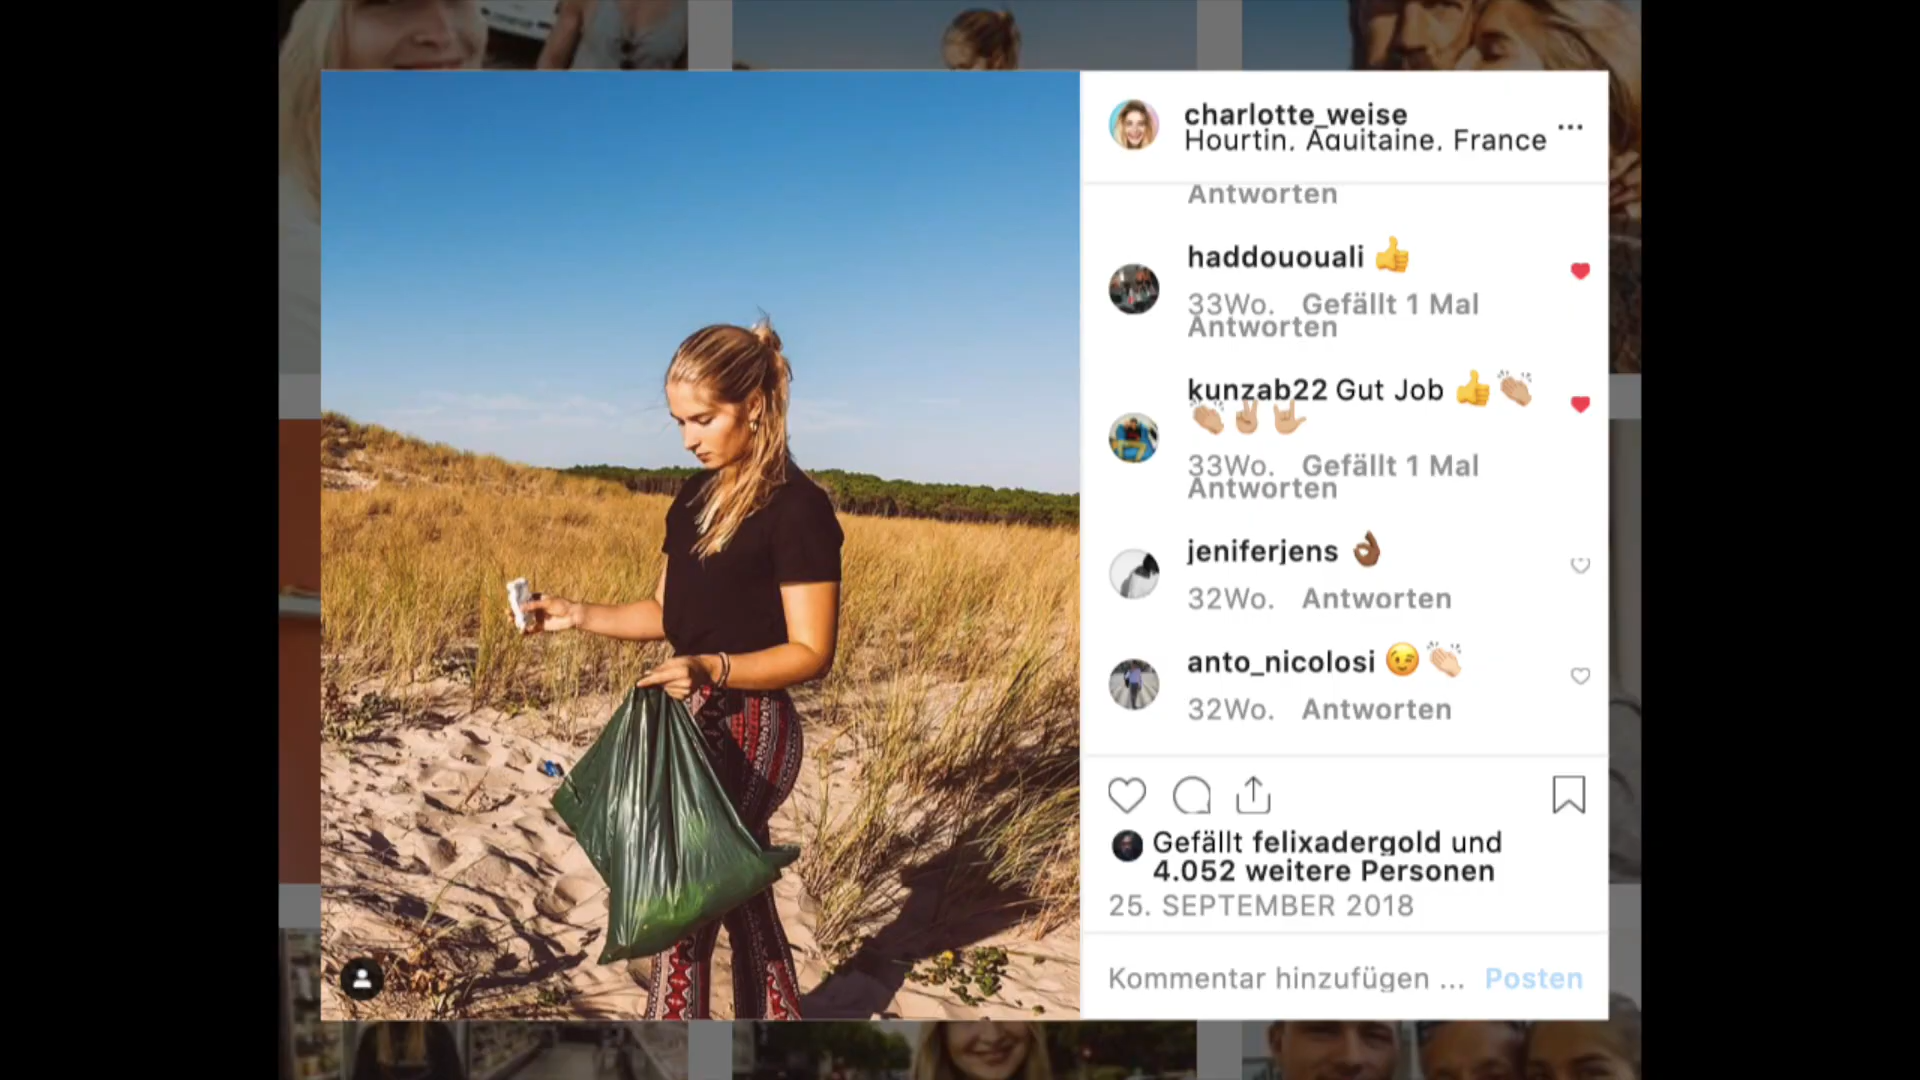 charlotte_weise
Hourtin, Aquitaine, France
Antworten
haddououali 👍
33Wo. Gefällt 1 Mal
Antworten
kunzab22 Gut Job 👍👏🏼
👏🏼✌🏼🤟🏼
33Wo. Gefällt 1 Mal
Antworten
jeniferjens 👌🏾
32Wo. Antworten
anto_nicolosi 😉👏🏻
32Wo. Antworten
Gefällt felixadergold und
4.052 weitere Personen
25. SEPTEMBER 2018
Kommentar hinzufügen ... Posten